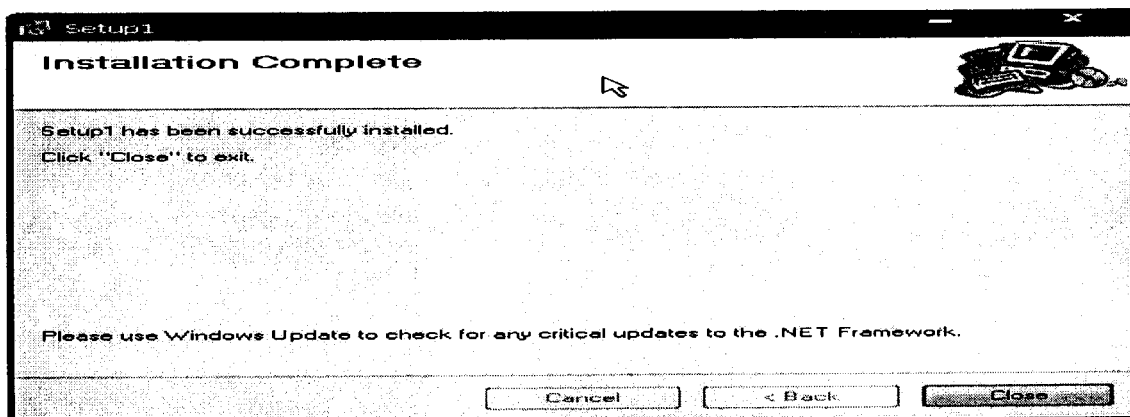 Setup1
Installation Complete
Setup1 has been successfully installed.
Click "Close" to exit.
Please use Windows Update to check for any critical updates to the .NET Framework.
Cancel
< Back
Close